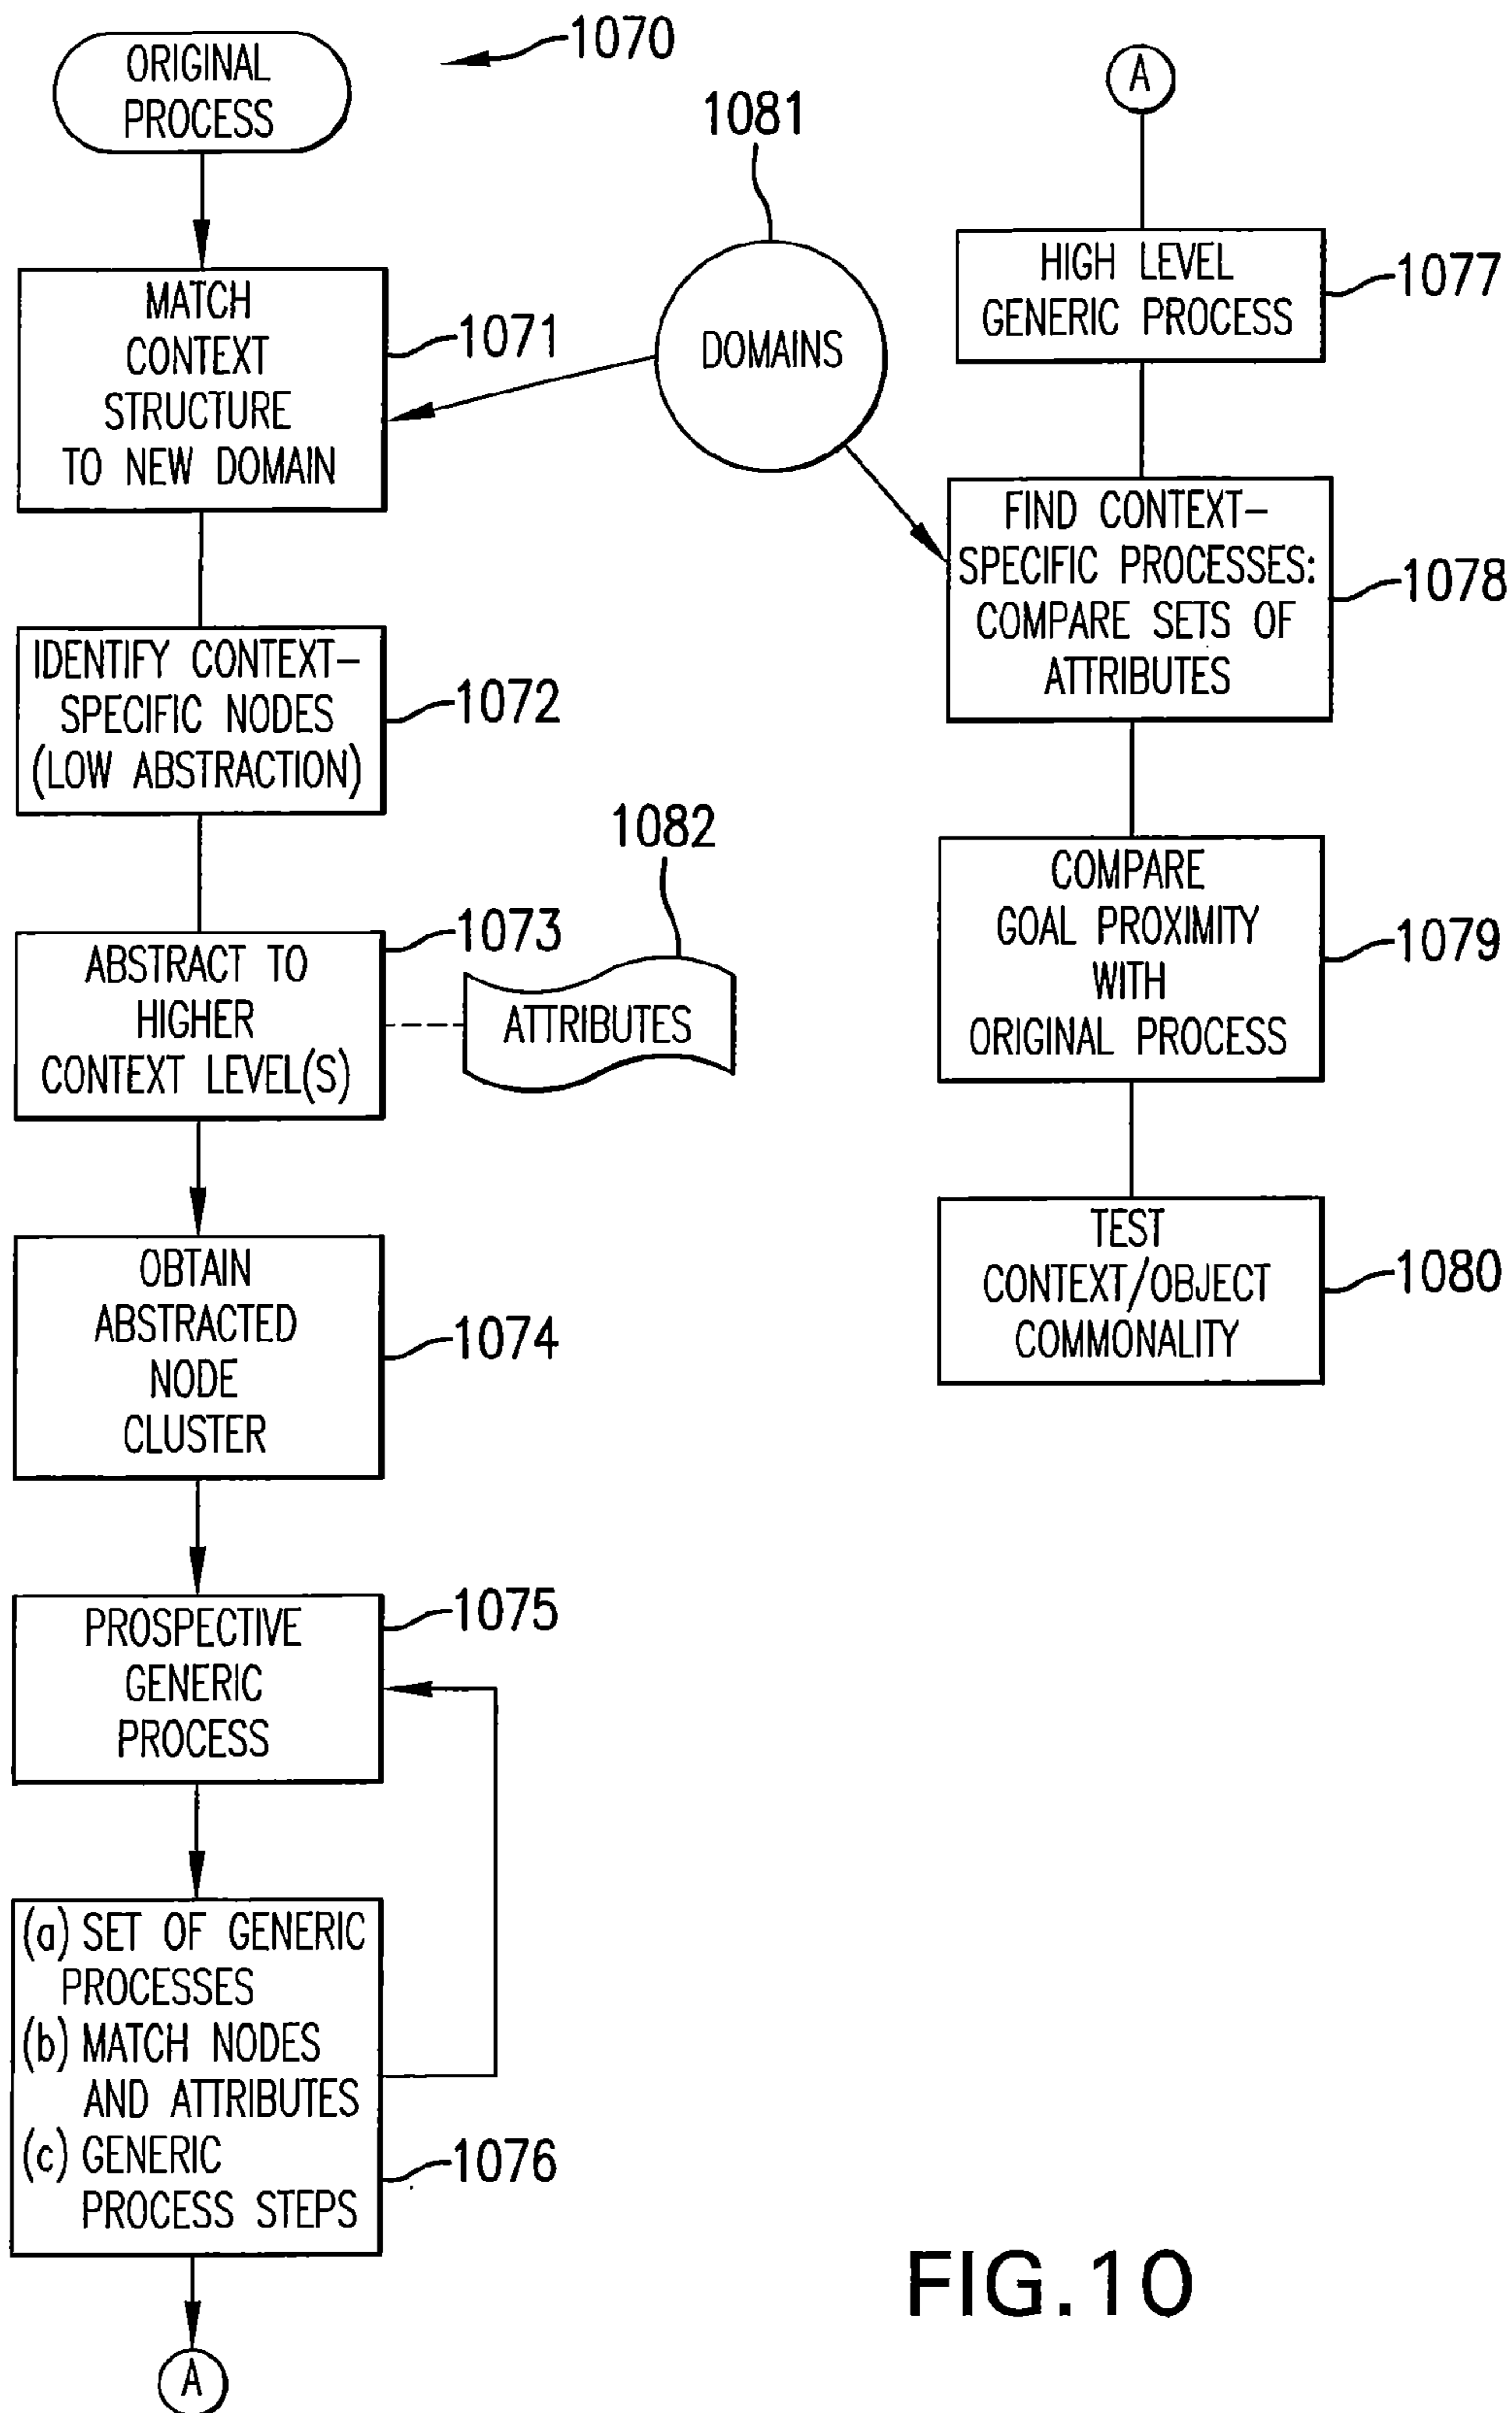 ORIGINAL
PROCESS
1070
MATCH
CONTEXT
STRUCTURE
TO NEW DOMAIN
1071
1081
DOMAINS
IDENTIFY CONTEXT-
SPECIFIC NODES
(LOW ABSTRACTION)
1072
ABSTRACT TO
HIGHER
CONTEXT LEVEL(S)
1073
1082
ATTRIBUTES
OBTAIN
ABSTRACTED
NODE
CLUSTER
1074
PROSPECTIVE
GENERIC
PROCESS
1075
(a) SET OF GENERIC
PROCESSES
(b) MATCH NODES
AND ATTRIBUTES
(c) GENERIC
PROCESS STEPS
1076
A
A
HIGH LEVEL
GENERIC PROCESS
1077
FIND CONTEXT-
SPECIFIC PROCESSES:
COMPARE SETS OF
ATTRIBUTES
1078
COMPARE
GOAL PROXIMITY
WITH
ORIGINAL PROCESS
1079
TEST
CONTEXT/OBJECT
COMMONALITY
1080
FIG.10